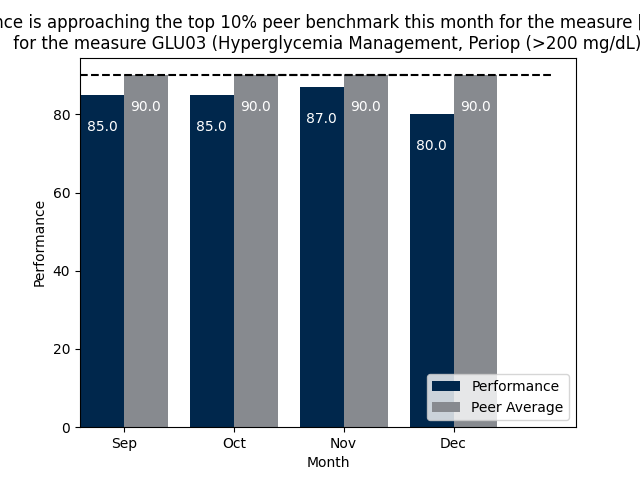 is approaching the top 10% peer benchmark this month for the measure
for the measure GLU03 (Hyperglycemia Management, Periop (>200 mg/dL)
Performance
80
60
40
20
0
85.0
90.0
85.0
90.0
87.0
90.0
80.0
90.0
Performance
Peer Average
Sep
Oct
Nov
Dec
Month